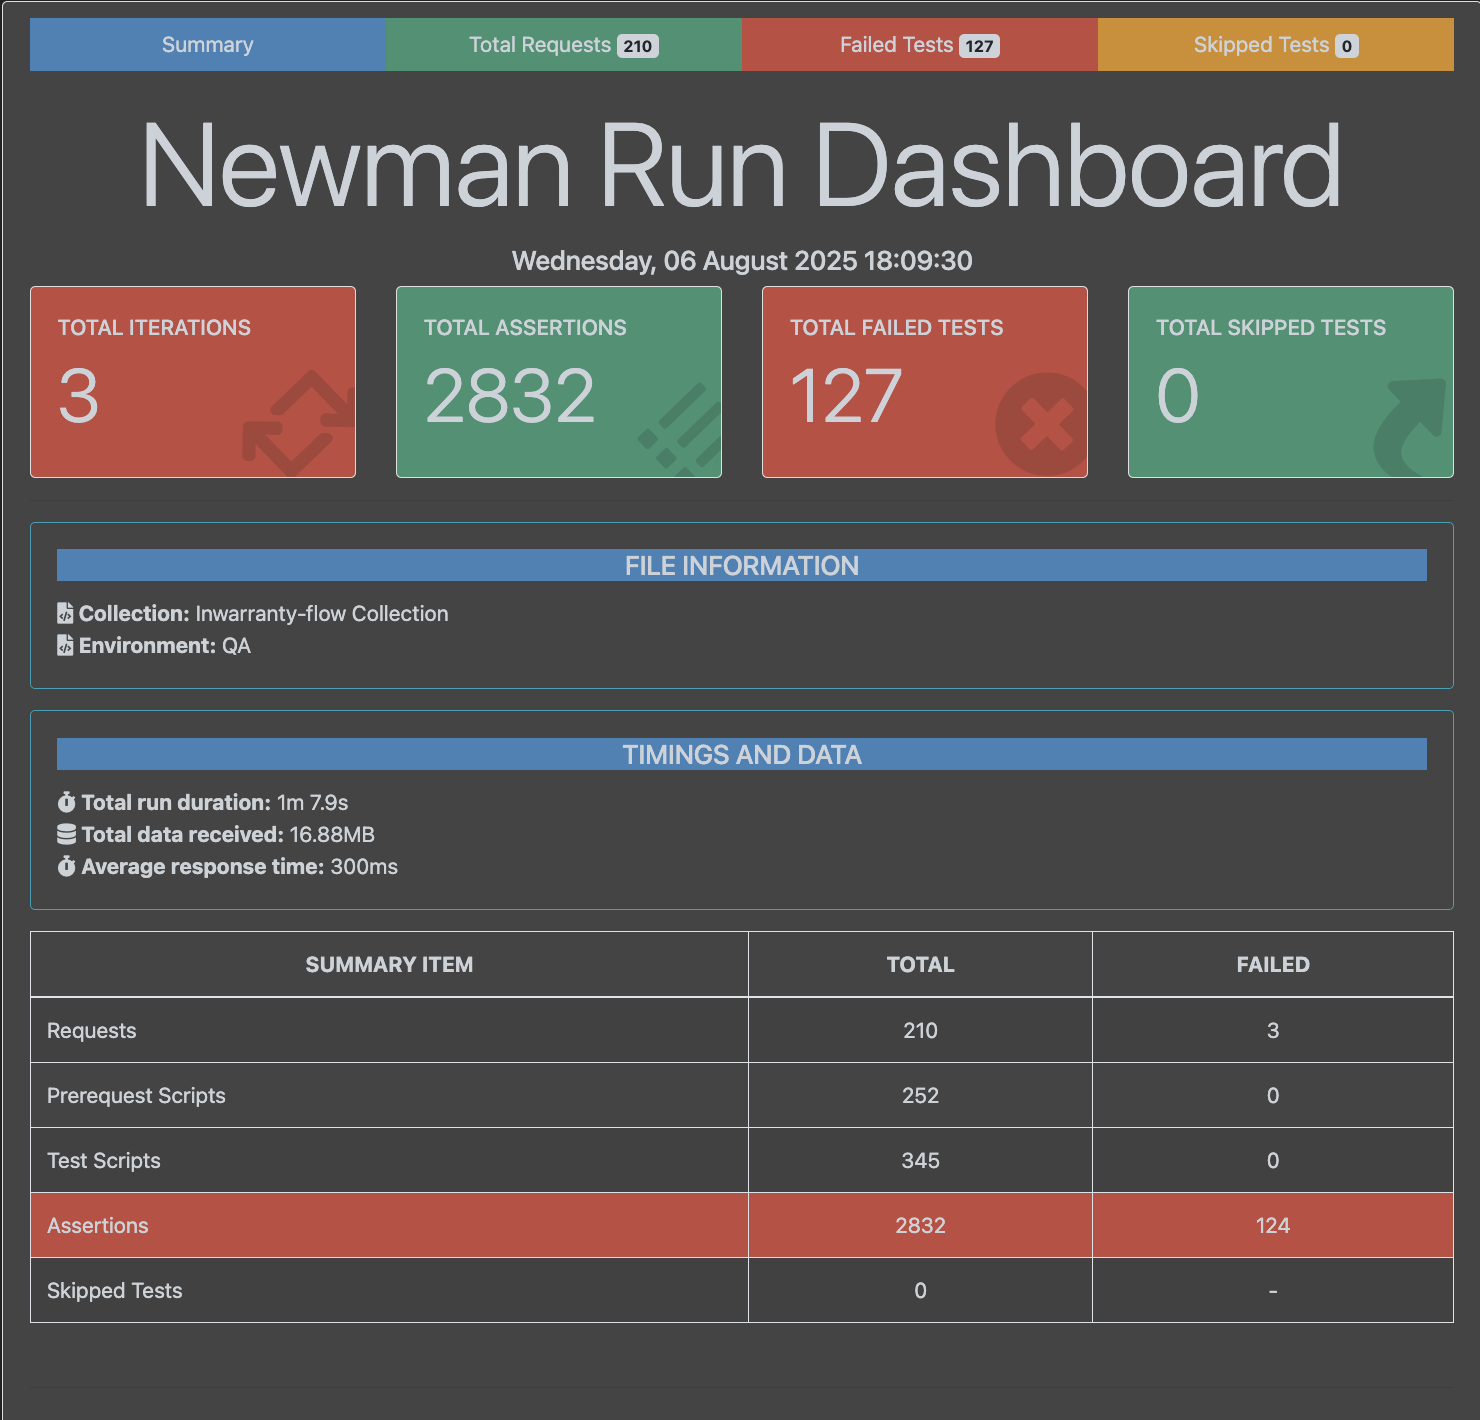 Summary Total Requests 210 Failed Tests 127 Skipped Tests 0
Newman Run Dashboard
Wednesday, 06 August 2025 18:09:30
TOTAL ITERATIONS
3
TOTAL ASSERTIONS
2832
TOTAL FAILED TESTS
127
TOTAL SKIPPED TESTS
0
FILE INFORMATION
Collection: Inwarranty-flow Collection
Environment: QA
TIMINGS AND DATA
Total run duration: 1m 7.9s
Total data received: 16.88MB
Average response time: 300ms
SUMMARY ITEM TOTAL FAILED
Requests 210 3
Prerequest Scripts 252 0
Test Scripts 345 0
Assertions 2832 124
Skipped Tests 0 -